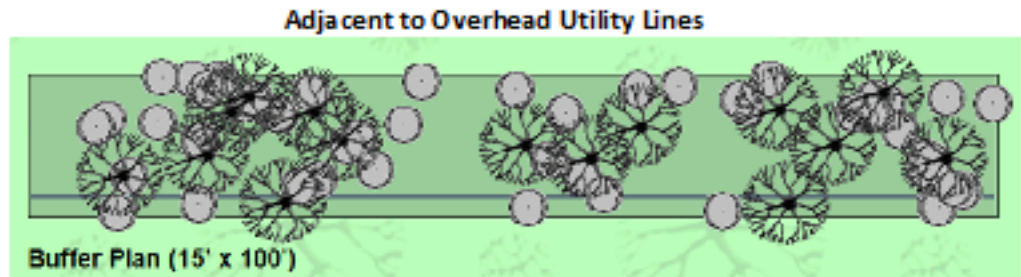 Adjacent to Overhead Utility Lines
Buffer Plan (15' x 100')